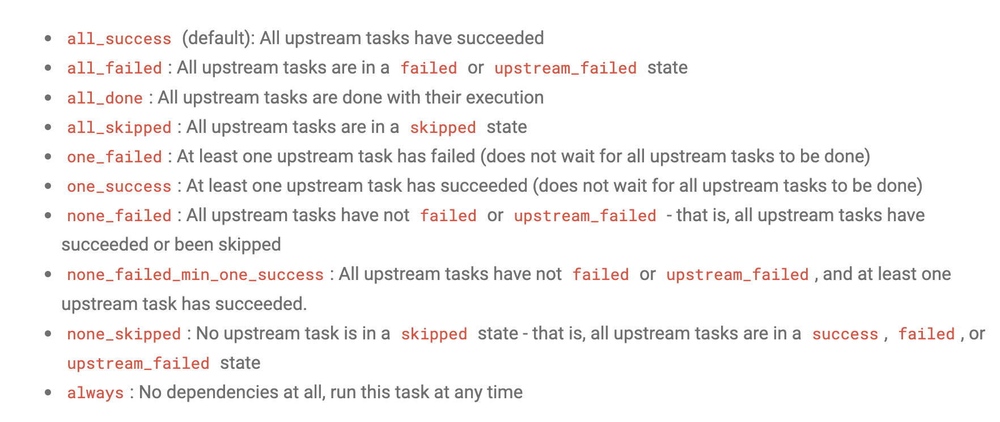 • all_success (default): All upstream tasks have succeeded
• all_failed : All upstream tasks are in a failed or upstream_failed state
• all_done : All upstream tasks are done with their execution
• all_skipped : All upstream tasks are in a skipped state
• one_failed : At least one upstream task has failed (does not wait for all upstream tasks to be done)
• one_success : At least one upstream task has succeeded (does not wait for all upstream tasks to be done)
• none_failed : All upstream tasks have not failed or upstream_failed - that is, all upstream tasks have
succeeded or been skipped
• none_failed_min_one_success : All upstream tasks have not failed or upstream_failed , and at least one
upstream task has succeeded.
• none_skipped : No upstream task is in a skipped state - that is, all upstream tasks are in a success , failed , or
upstream_failed state
• always : No dependencies at all, run this task at any time